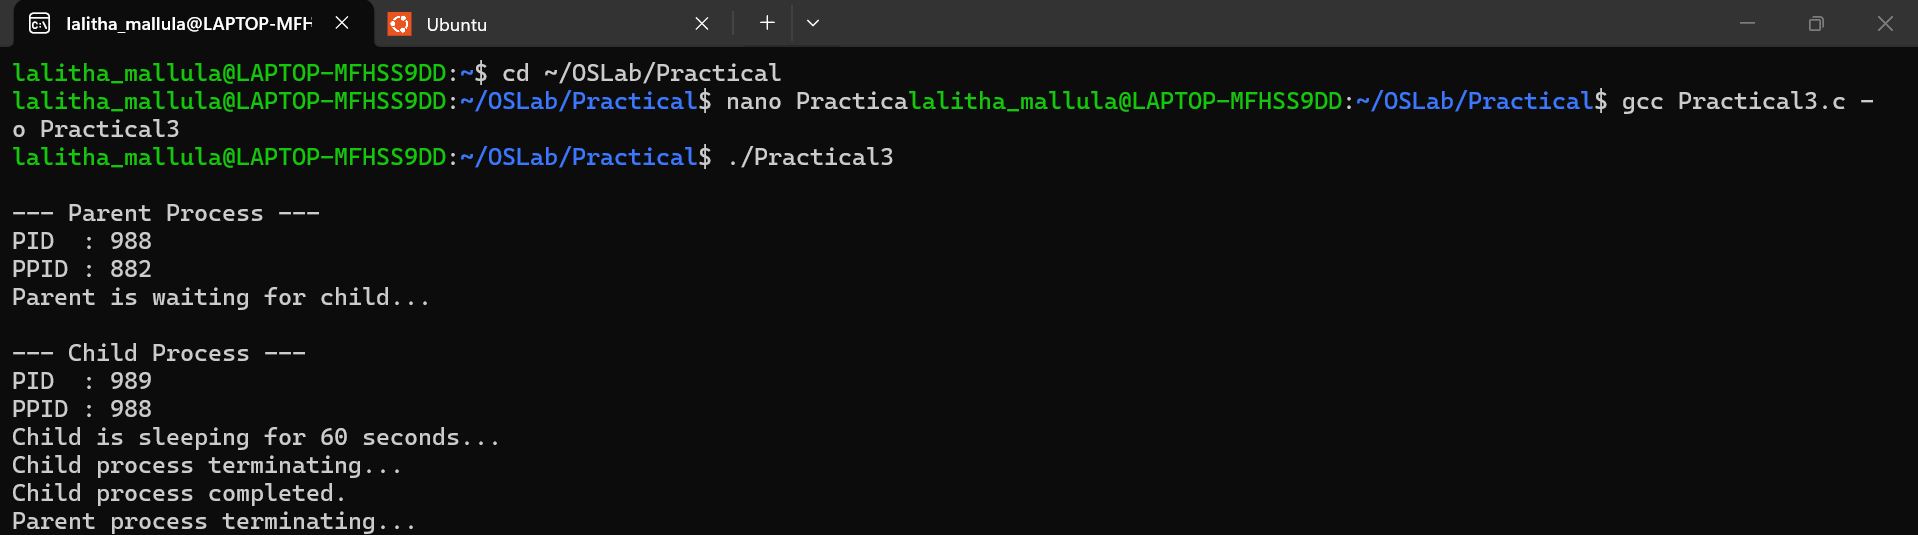 lalitha_mallula@LAPTOP-MFH
Ubuntu
lalitha_mallula@LAPTOP-MFHSS9DD:~$ cd ~/OSLab/Practical
lalitha_mallula@LAPTOP-MFHSS9DD:~/OSLab/Practical$ nano Practicalalitha_mallula@LAPTOP-MFHSS9DD:~/OSLab/Practical$ gcc Practical3.c -
o Practical3
lalitha_mallula@LAPTOP-MFHSS9DD:~/OSLab/Practical$ ./Practical3
--- Parent Process ---
PID  : 988
PPID : 882
Parent is waiting for child...
--- Child Process ---
PID  : 989
PPID : 988
Child is sleeping for 60 seconds...
Child process terminating...
Child process completed.
Parent process terminating...